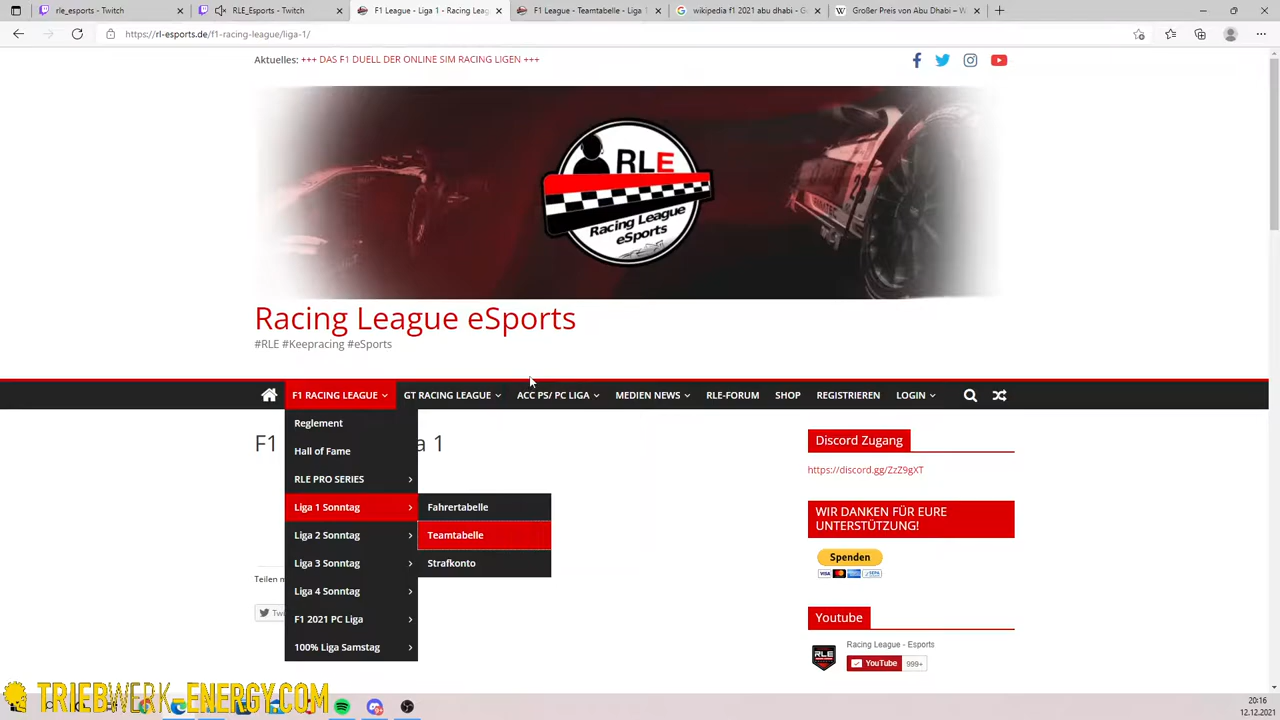 rle_esports - Twitch
RLE_Esports - Twitch
F1 League - Liga 1 - Racing Leag
F1 League - Teamtabelle - Liga 1
wikipedia f1 2021 abu dhabi - G
Großer Preis von Abu Dhabi – W
https://rl-esports.de/f1-racing-league/liga-1/
Aktuelles: +++ DAS F1 DUELL DER ONLINE SIM RACING LIGEN +++
RLE
Racing League
eSports
Racing League eSports
#RLE #Keepracing #eSports
F1 RACING LEAGUE
GT RACING LEAGUE
ACC PS/ PC LIGA
MEDIEN NEWS
RLE-FORUM
SHOP
REGISTRIEREN
LOGIN
F1
a 1
Reglement
Hall of Fame
RLE PRO SERIES
Liga 1 Sonntag
Liga 2 Sonntag
Liga 3 Sonntag
Liga 4 Sonntag
F1 2021 PC Liga
100% Liga Samstag
Fahrertabelle
Teamtabelle
Strafkonto
Teilen m
Twi
Discord Zugang
https://discord.gg/ZzZ9gXT
WIR DANKEN FÜR EURE
UNTERSTÜTZUNG!
Spenden
VISA
Youtube
Racing League - Esports
RLE
YouTube
999+
TRIEBWERK-ENERGY.COM
20:16
12.12.2021